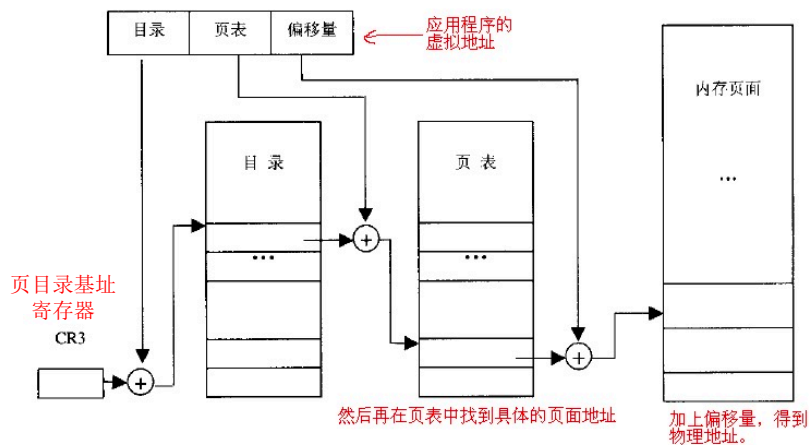 目录 页表 偏移量
应用程序的
虚拟地址
内存页面
目 录
页 表
...
...
...
页目录基址
寄存器
CR3
然后再在页表中找到具体的页面地址
加上偏移量，得到
物理地址。